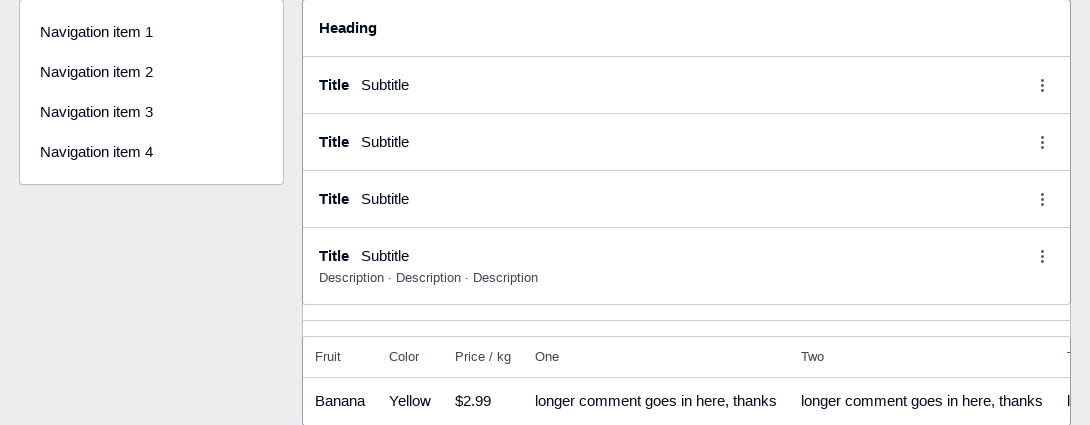 Navigation item 1
Navigation item 2
Navigation item 3
Navigation item 4
Heading
Title Subtitle
Title Subtitle
Title Subtitle
Title Subtitle
Description · Description · Description
Fruit Color Price / kg One Two
Banana Yellow $2.99 longer comment goes in here, thanks longer comment goes in here, thanks